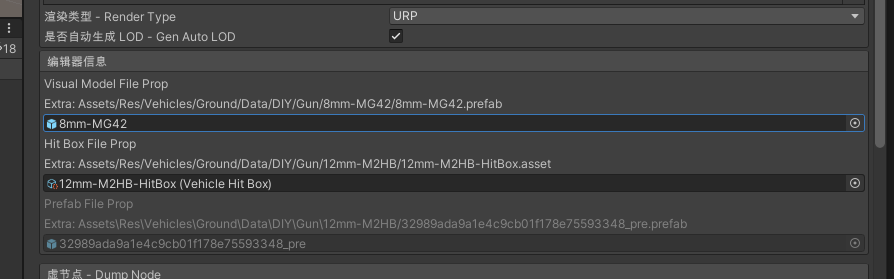 渲染类型 - Render Type
URP
是否自动生成 LOD - Gen Auto LOD
18
编辑器信息
Visual Model File Prop
Extra: Assets/Res/Vehicles/Ground/Data/DIY/Gun/8mm-MG42/8mm-MG42.prefab
8mm-MG42
Hit Box File Prop
Extra: Assets/Res/Vehicles/Ground/Data/DIY/Gun/12mm-M2HB/12mm-M2HB-HitBox.asset
12mm-M2HB-HitBox (Vehicle Hit Box)
Prefab File Prop
Extra: Assets\Res\Vehicles\Ground\Data\DIY\Gun\12mm-M2HB/32989ada9a1e4c9cb01f178e75593348_pre.prefab
32989ada9a1e4c9cb01f178e75593348_pre
虚节点 - Dump Node